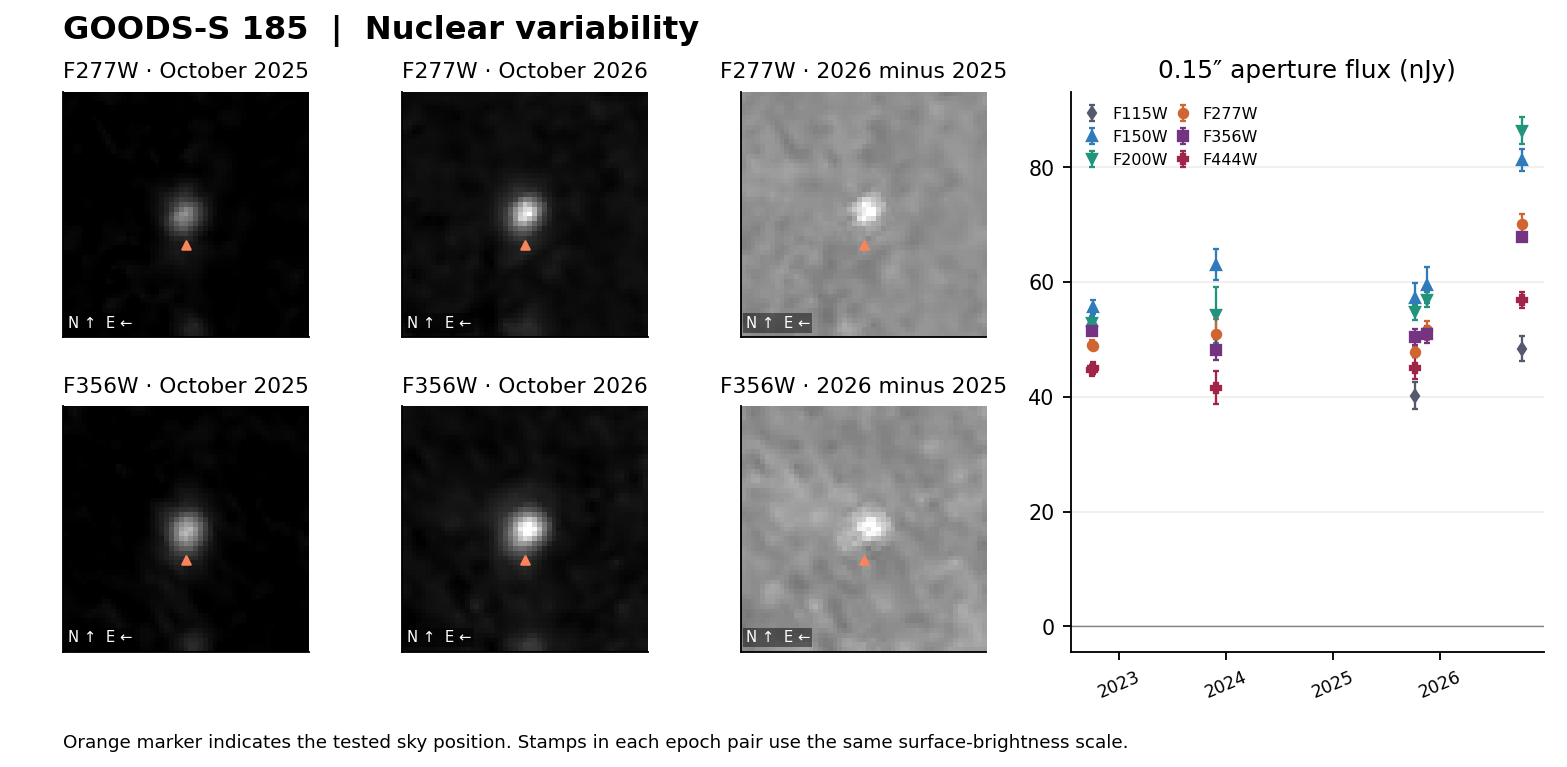 GOODS-S 185 | Nuclear variability
F277W · October 2025
F277W · October 2026
F277W · 2026 minus 2025
0.15″ aperture flux (nJy)
F115W
F150W
F200W
F277W
F356W
F444W
80
60
40
20
0
2023
2024
2025
2026
N ↑ E ←
N ↑ E ←
N ↑ E ←
F356W · October 2025
F356W · October 2026
F356W · 2026 minus 2025
N ↑ E ←
N ↑ E ←
N ↑ E ←
Orange marker indicates the tested sky position. Stamps in each epoch pair use the same surface-brightness scale.